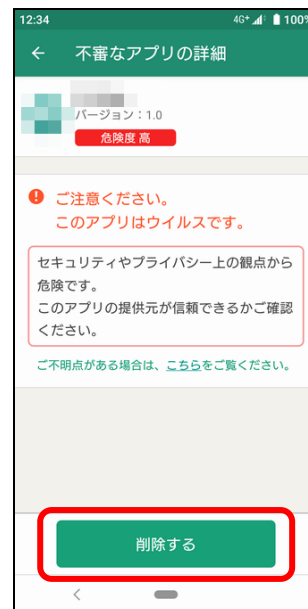 12:34 4G+ 100%
不審なアプリの詳細
バージョン：1.0
危険度 高
ご注意ください。
このアプリはウイルスです。
セキュリティやプライバシー上の観点から
危険です。
このアプリの提供元が信頼できるかご確認
ください。
ご不明点がある場合は、こちらをご覧ください。
削除する